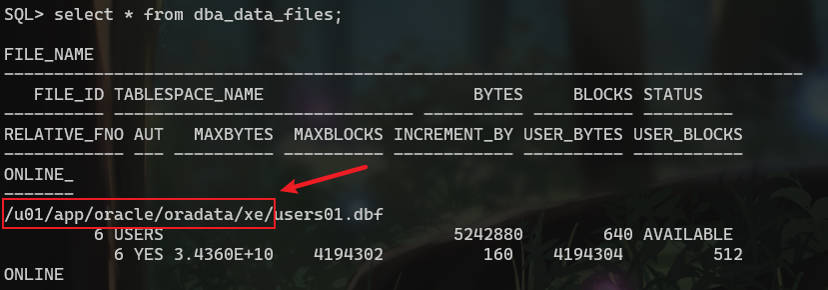 SQL> select * from dba_data_files;
FILE_NAME
--------------------------------------------------------------------------------
   FILE_ID TABLESPACE_NAME                     BYTES     BLOCKS STATUS
---------- ------------------------------ ---------- ---------- ---------
RELATIVE_FNO AUT   MAXBYTES  MAXBLOCKS INCREMENT_BY USER_BYTES USER_BLOCKS
------------ --- ---------- ---------- ------------ ---------- -----------
ONLINE_
-------
/u01/app/oracle/oradata/xe/users01.dbf
         6 USERS                             5242880        640 AVAILABLE
           6 YES 3.4360E+10    4194302          160    4194304         512
ONLINE